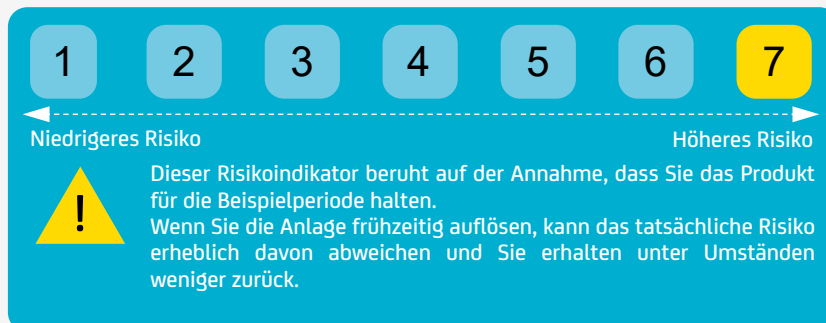 1 2 3 4 5 6 7
Niedrigeres Risiko Höheres Risiko
!
Dieser Risikoindikator beruht auf der Annahme, dass Sie das Produkt
für die Beispielperiode halten.
Wenn Sie die Anlage frühzeitig auflösen, kann das tatsächliche Risiko
erheblich davon abweichen und Sie erhalten unter Umständen
weniger zurück.